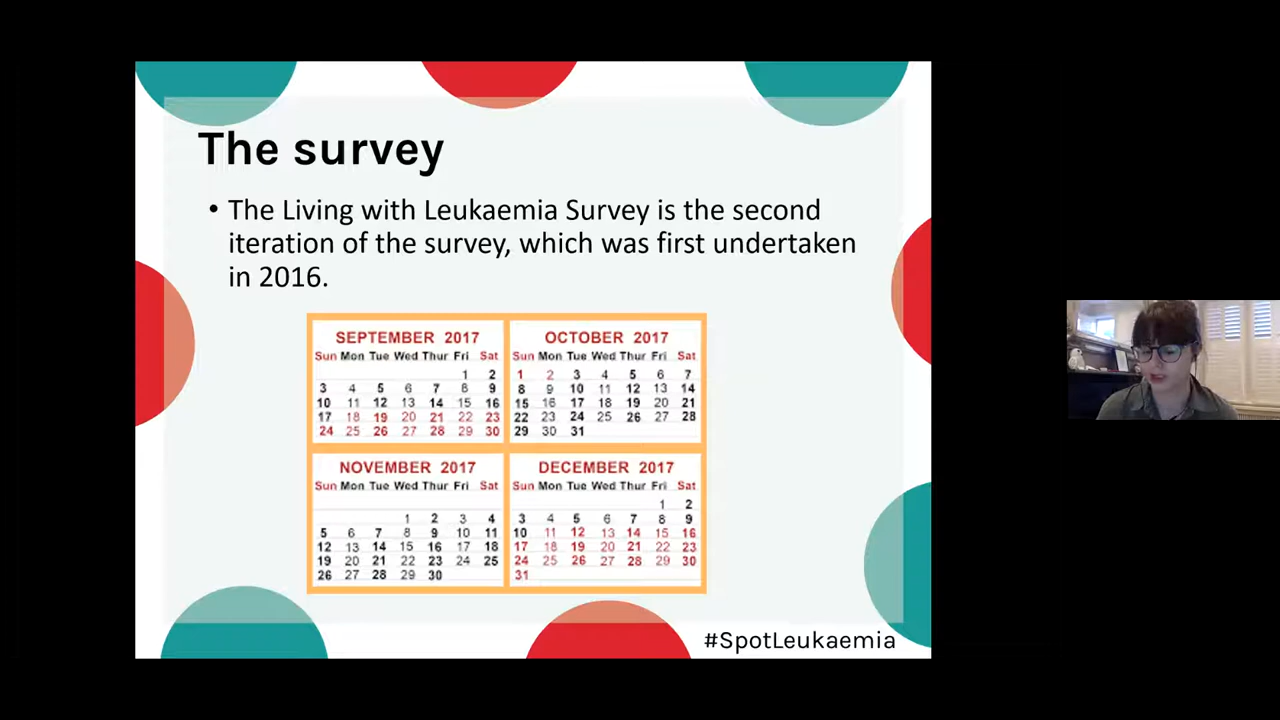 The survey
• The Living with Leukaemia Survey is the second
iteration of the survey, which was first undertaken
in 2016.
SEPTEMBER 2017
Sun Mon Tue Wed Thur Fri Sat
1 2
3 4 5 6 7 8 9
10 11 12 13 14 15 16
17 18 19 20 21 22 23
24 25 26 27 28 29 30
OCTOBER 2017
Sun Mon Tue Wed Thur Fri Sat
1 2 3 4 5 6 7
8 9 10 11 12 13 14
15 16 17 18 19 20 21
22 23 24 25 26 27 28
29 30 31
NOVEMBER 2017
Sun Mon Tue Wed Thur Fri Sat
1 2 3 4
5 6 7 8 9 10 11
12 13 14 15 16 17 18
19 20 21 22 23 24 25
26 27 28 29 30
DECEMBER 2017
Sun Mon Tue Wed Thur Fri Sat
1 2
3 4 5 6 7 8 9
10 11 12 13 14 15 16
17 18 19 20 21 22 23
24 25 26 27 28 29 30
31
#SpotLeukaemia